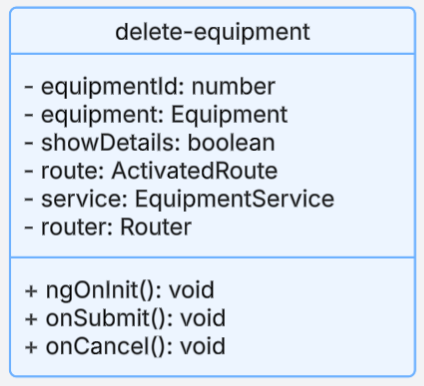 delete-equipment
- equipmentId: number
- equipment: Equipment
- showDetails: boolean
- route: ActivatedRoute
- service: EquipmentService
- router: Router
+ ngOnInit(): void
+ onSubmit(): void
+ onCancel(): void